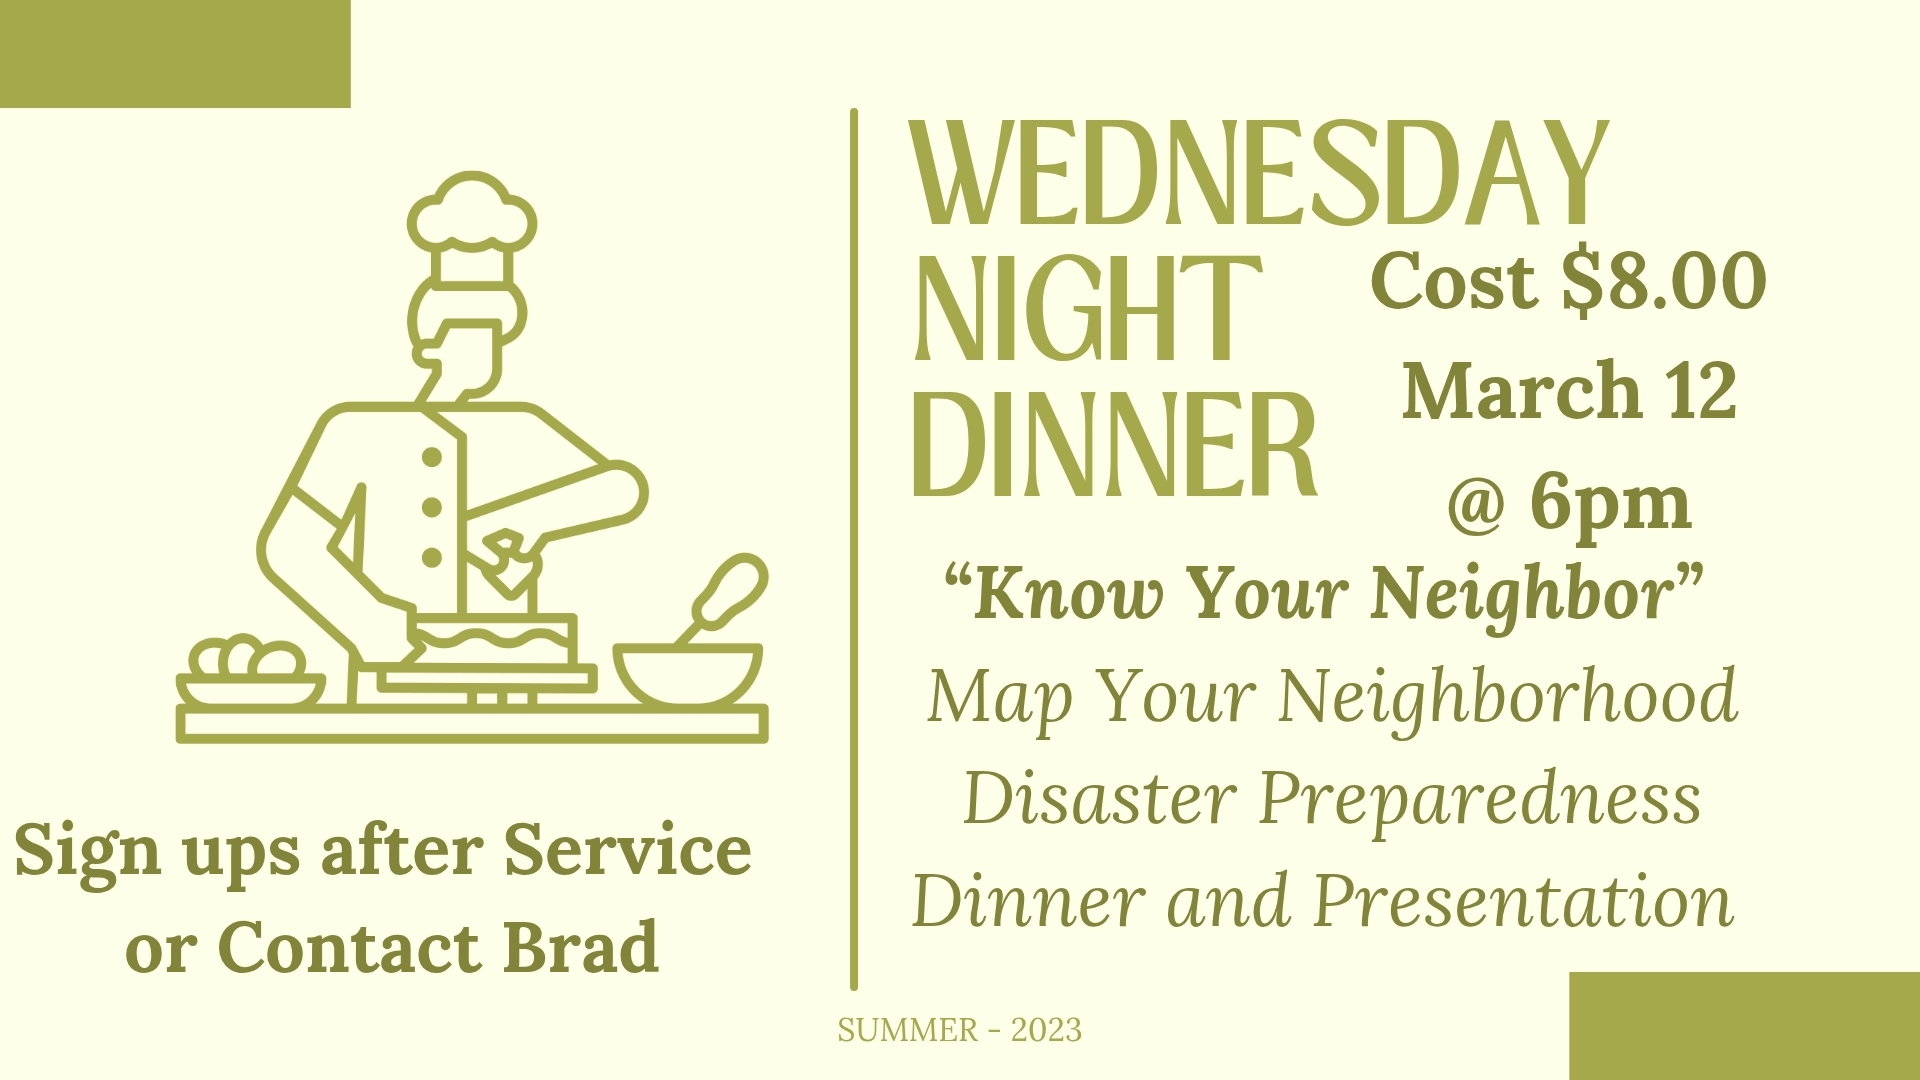 WEDNESDAY
NIGHT
DINNER
Cost $8.00
March 12
@ 6pm
“Know Your Neighbor”
Map Your Neighborhood
Disaster Preparedness
Dinner and Presentation
Sign ups after Service
or Contact Brad
SUMMER - 2023